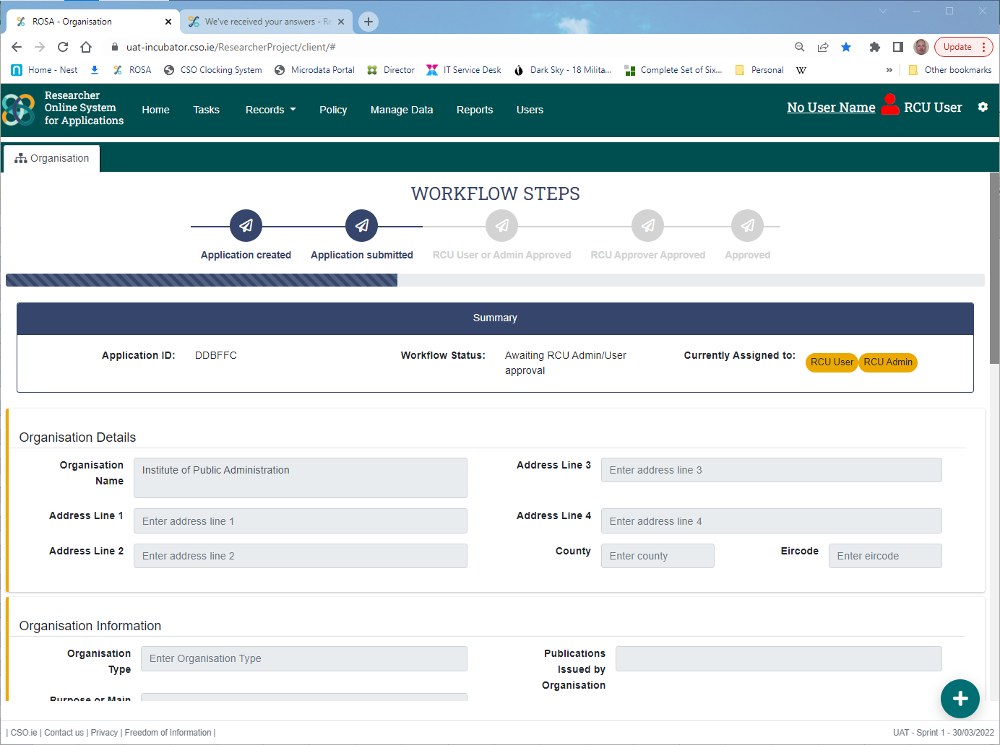 ROSA - Organisation
We've received your answers - Re
uat-incubator.cso.ie/ResearcherProject/client/#
Update
Home - Nest
ROSA
CSO Clocking System
Microdata Portal
Director
IT Service Desk
Dark Sky - 18 Milita...
Complete Set of Six...
Personal
W
»
Other bookmarks
Researcher
Online System
for Applications
Home
Tasks
Records
Policy
Manage Data
Reports
Users
No User Name
RCU User
Organisation
WORKFLOW STEPS
Application created
Application submitted
RCU User or Admin Approved
RCU Approver Approved
Approved
Summary
Application ID:
DDBFFC
Workflow Status:
Awaiting RCU Admin/User
approval
Currently Assigned to:
RCU User
RCU Admin
Organisation Details
Organisation
Name
Institute of Public Administration
Address Line 3
Enter address line 3
Address Line 1
Enter address line 1
Address Line 4
Enter address line 4
Address Line 2
Enter address line 2
County
Enter county
Eircode
Enter eircode
Organisation Information
Organisation
Type
Enter Organisation Type
Publications
Issued by
Organisation
Purpose or Main
| CSO.ie | Contact us | Privacy | Freedom of Information |
UAT - Sprint 1 - 30/03/2022